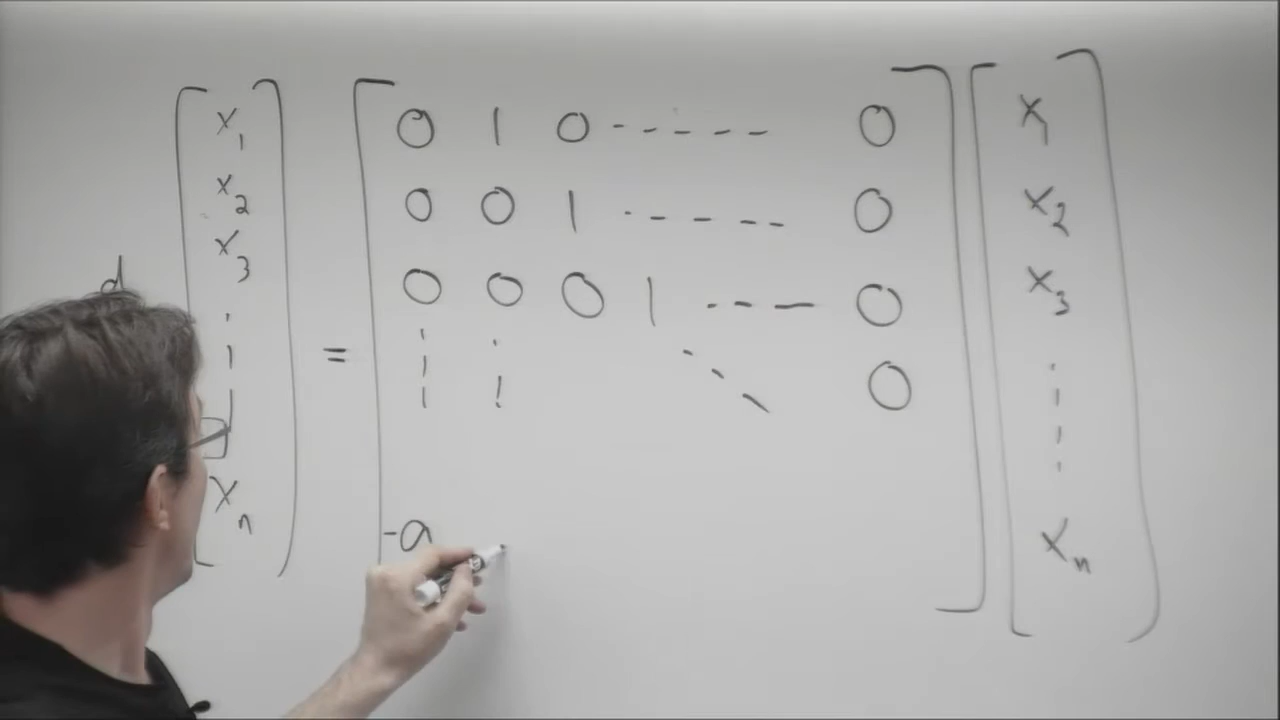 x₁ 0 1 0 ----- 0 x₁
x₂ 0 0 1 ----- 0 x₂
x₃ 0 0 0 1 --- 0 x₃
d
= 0
xₙ -a xₙ